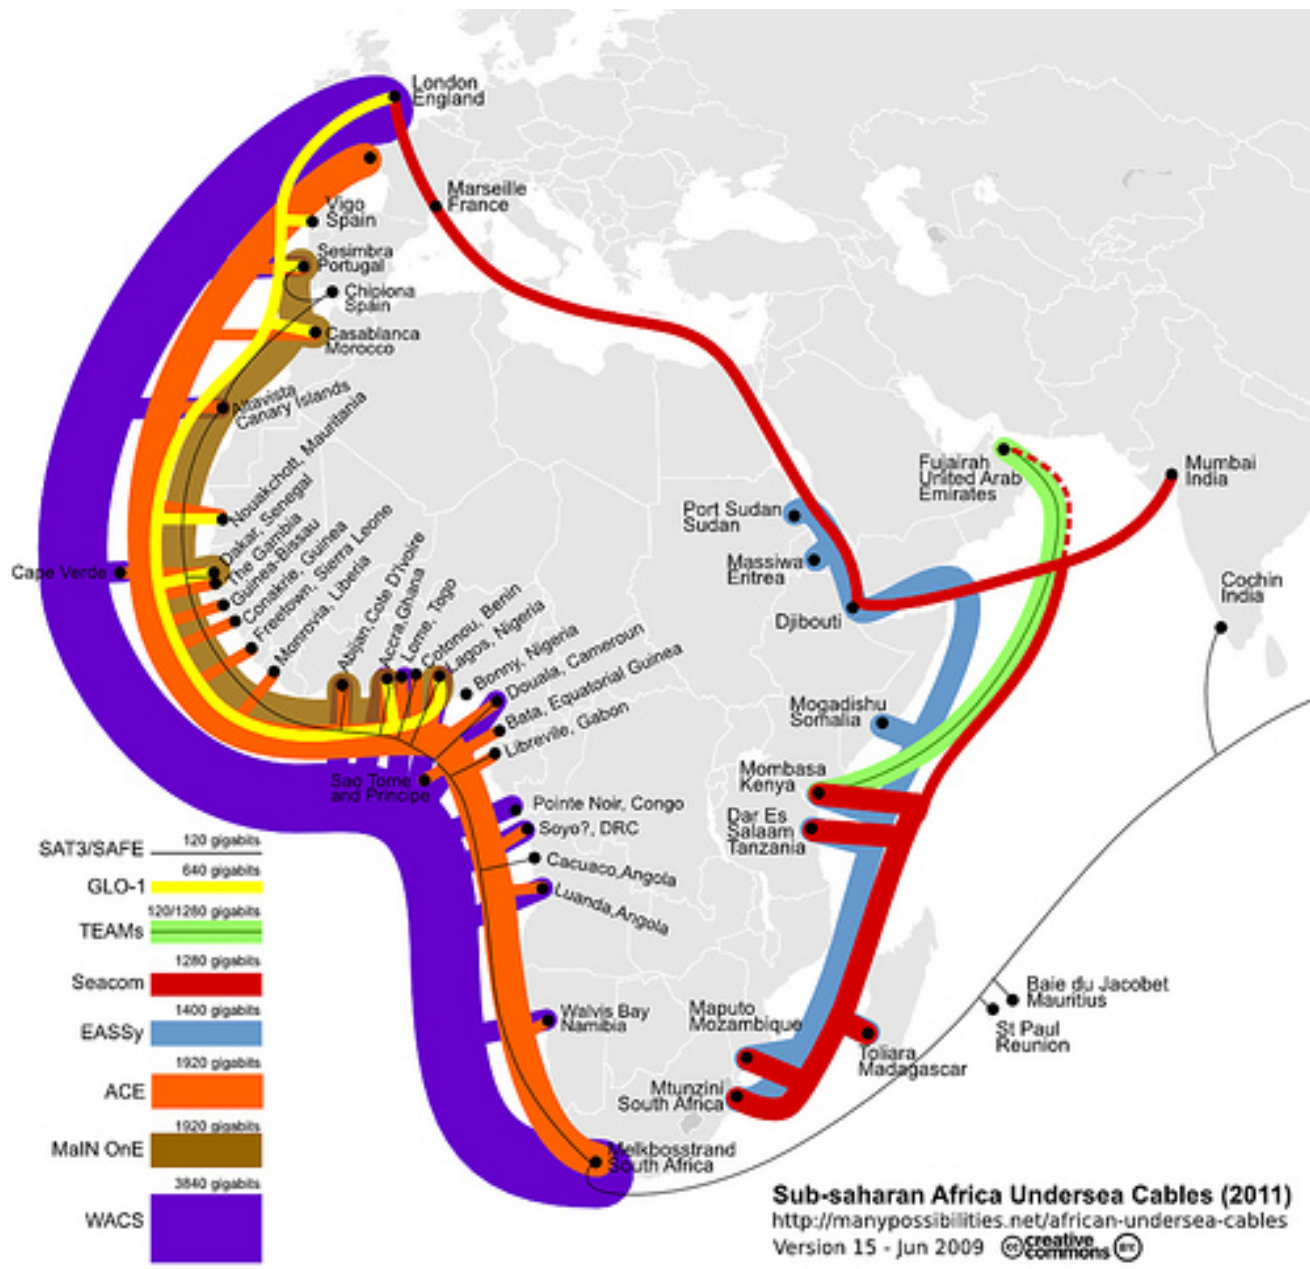 London
England
Marseille
France
Vigo
Spain
Sesimbra
Portugal
Chipiona
Spain
Casablanca
Morocco
Altavista
Canary Islands
Nouakchott, Mauritania
Dakar, Senegal
The Gambia
Guinea-Bissau
Conakrie, Guinea
Freetown, Sierra Leone
Monrovia, Liberia
Cape Verde
Abijan,Cote D'Ivoire
Accra,Ghana
Lome, Togo
Cotonou, Benin
Lagos, Nigeria
Bonny, Nigeria
Douala, Cameroun
Bata, Equatorial Guinea
Libreville, Gabon
Sao Tome
and Principe
Pointe Noir, Congo
Soyo?, DRC
Cacuaco,Angola
Luanda,Angola
Walvis Bay
Namibia
Melkbosstrand
South Africa
Fujairah
United Arab
Emirates
Mumbai
India
Port Sudan
Sudan
Massiwa
Eritrea
Djibouti
Cochin
India
Mogadishu
Somalia
Mombasa
Kenya
Dar Es
Salaam
Tanzania
Maputo
Mozambique
Mtunzini
South Africa
Toliara
Madagascar
Baie du Jacobet
Mauritius
St Paul
Reunion
SAT3/SAFE 120 gigabits
GLO-1 640 gigabits
TEAMs 120/1280 gigabits
Seacom 1280 gigabits
EASSy 1400 gigabits
ACE 1920 gigabits
MaIN OnE 1920 gigabits
WACS 3840 gigabits
Sub-saharan Africa Undersea Cables (2011)
http://manypossibilities.net/african-undersea-cables
Version 15 - Jun 2009 cc creative
commons